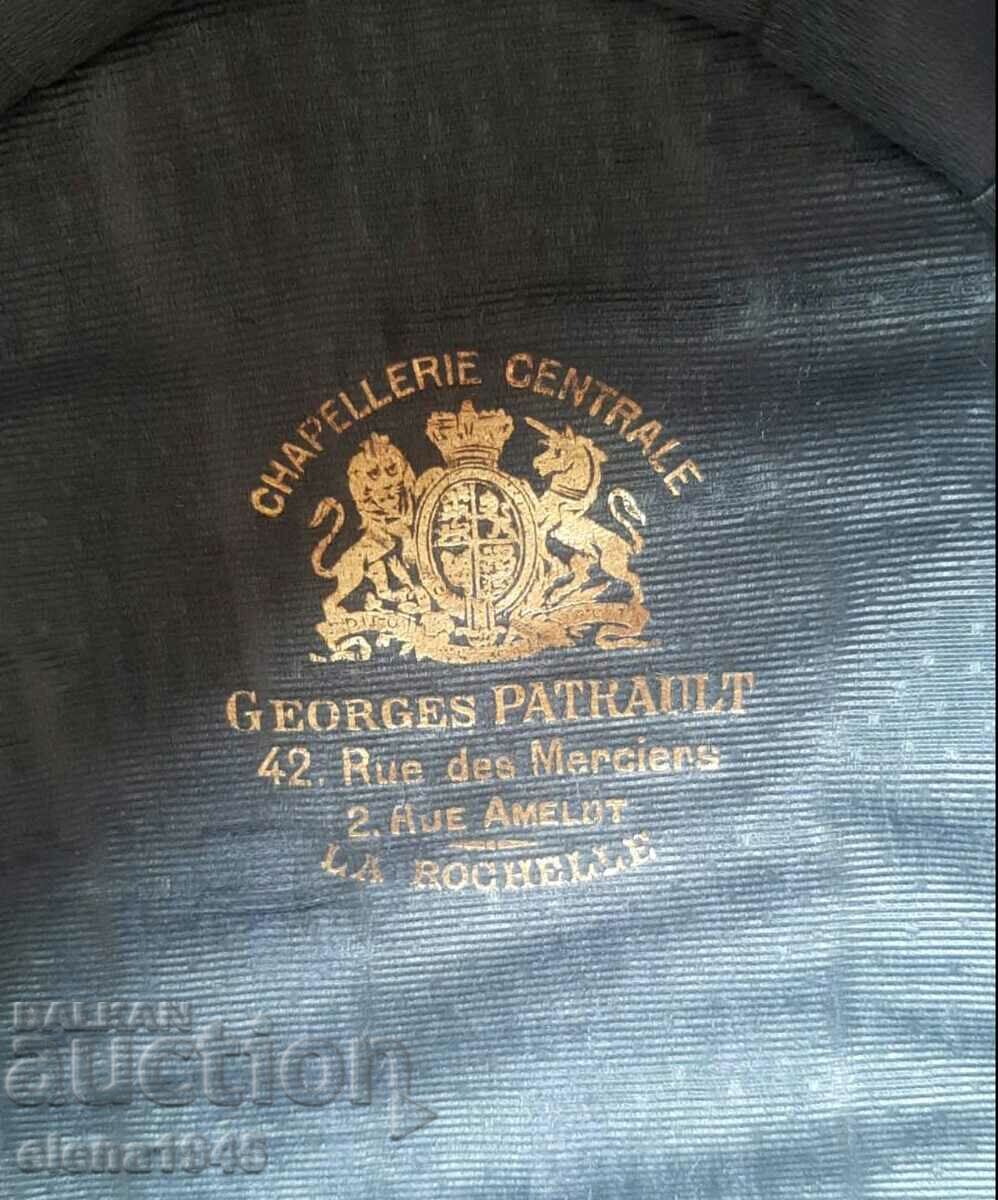 CHAPELLERIE CENTRALE
GEORGES PATRAULT
42. Rue des Merciers
2. RUE AMELOT
LA ROCHELLE
BALKAN
auction
elena1945